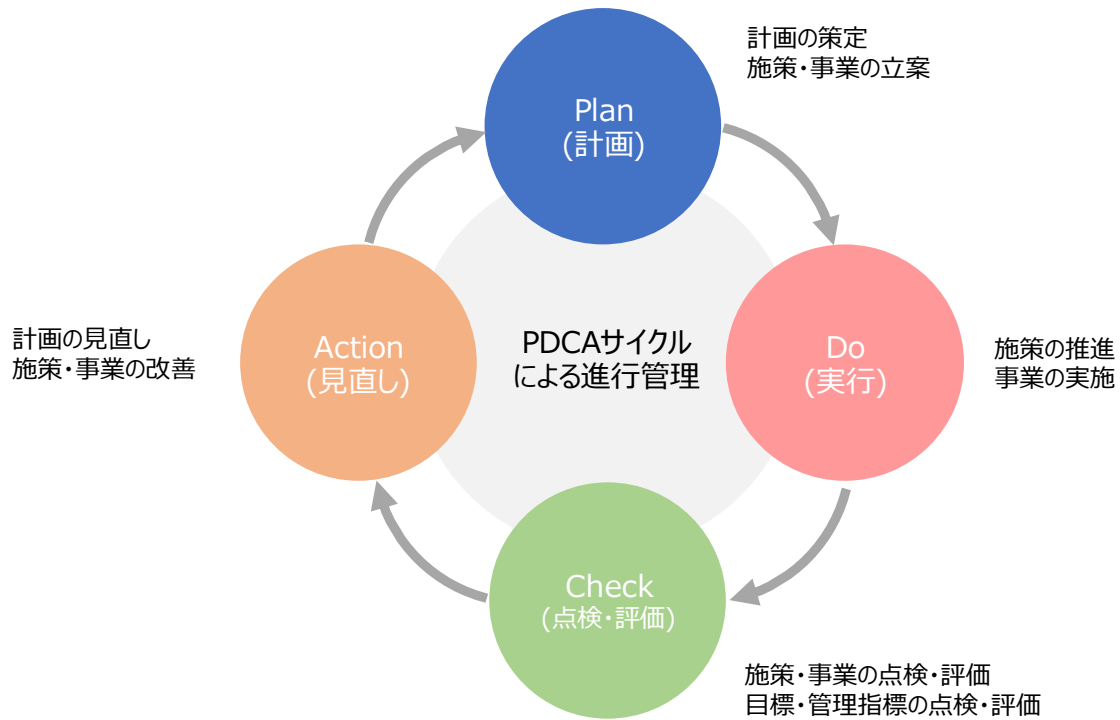 計画の策定
施策・事業の立案
Plan
(計画)
計画の見直し
施策・事業の改善
Action
(見直し)
PDCAサイクル
による進行管理
Do
(実行)
施策の推進
事業の実施
Check
(点検・評価)
施策・事業の点検・評価
目標・管理指標の点検・評価